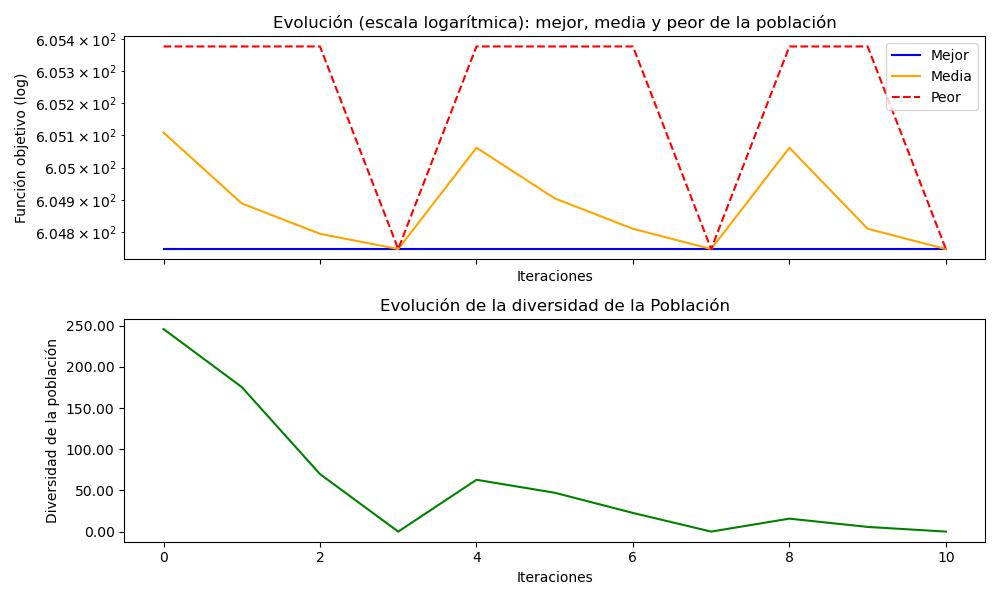 Evolución (escala logarítmica): mejor, media y peor de la población
Función objetivo (log)
6.054 × 10²
6.053 × 10²
6.052 × 10²
6.051 × 10²
6.05 × 10²
6.049 × 10²
6.048 × 10²
Mejor
Media
Peor
Iteraciones
Evolución de la diversidad de la Población
Diversidad de la población
250.00
200.00
150.00
100.00
50.00
0.00
0 2 4 6 8 10
Iteraciones